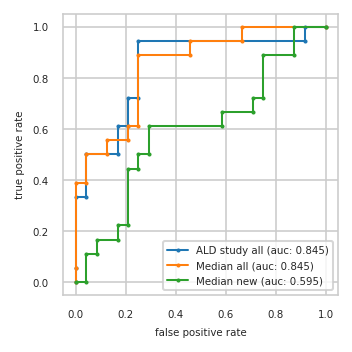 1.0
0.8
0.6
0.4
0.2
0.0
true positive rate
ALD study all (auc: 0.845)
Median all (auc: 0.845)
Median new (auc: 0.595)
0.0 0.2 0.4 0.6 0.8 1.0
false positive rate